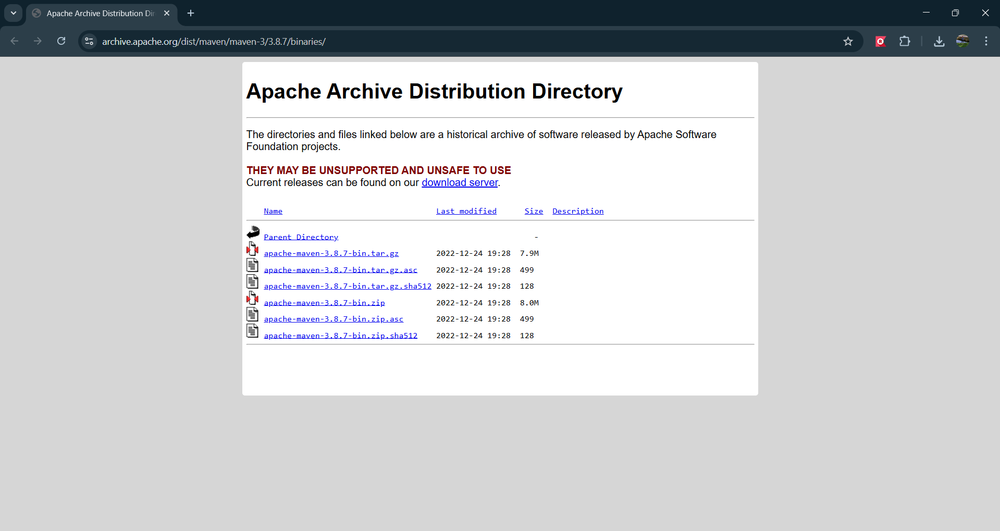 Apache Archive Distribution Dir
archive.apache.org/dist/maven/maven-3/3.8.7/binaries/
Apache Archive Distribution Directory
The directories and files linked below are a historical archive of software released by Apache Software
Foundation projects.
THEY MAY BE UNSUPPORTED AND UNSAFE TO USE
Current releases can be found on our download server.
Name Last modified Size Description
Parent Directory -
apache-maven-3.8.7-bin.tar.gz 2022-12-24 19:28 7.9M
apache-maven-3.8.7-bin.tar.gz.asc 2022-12-24 19:28 499
apache-maven-3.8.7-bin.tar.gz.sha512 2022-12-24 19:28 128
apache-maven-3.8.7-bin.zip 2022-12-24 19:28 8.0M
apache-maven-3.8.7-bin.zip.asc 2022-12-24 19:28 499
apache-maven-3.8.7-bin.zip.sha512 2022-12-24 19:28 128